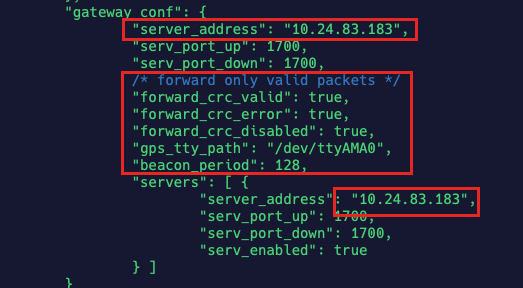 "gateway_conf": {
"server_address": "10.24.83.183",
"serv_port_up": 1700,
"serv_port_down": 1700,
/* forward only valid packets */
"forward_crc_valid": true,
"forward_crc_error": true,
"forward_crc_disabled": true,
"gps_tty_path": "/dev/ttyAMA0",
"beacon_period": 128,
"servers": [ {
"server_address": "10.24.83.183",
"serv_port_up": 1700,
"serv_port_down": 1700,
"serv_enabled": true
} ]
}